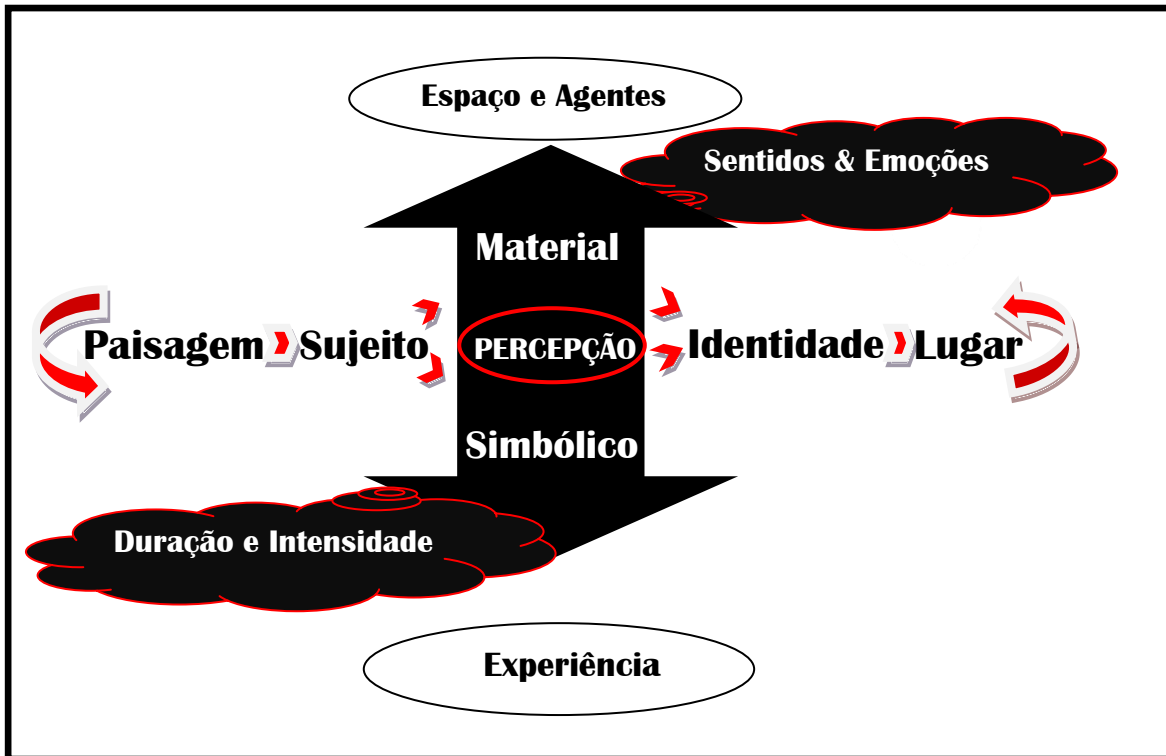 Espaço e Agentes
Sentidos & Emoções
Material
Paisagem Sujeito PERCEPÇÃO Identidade Lugar
Simbólico
Duração e Intensidade
Experiência